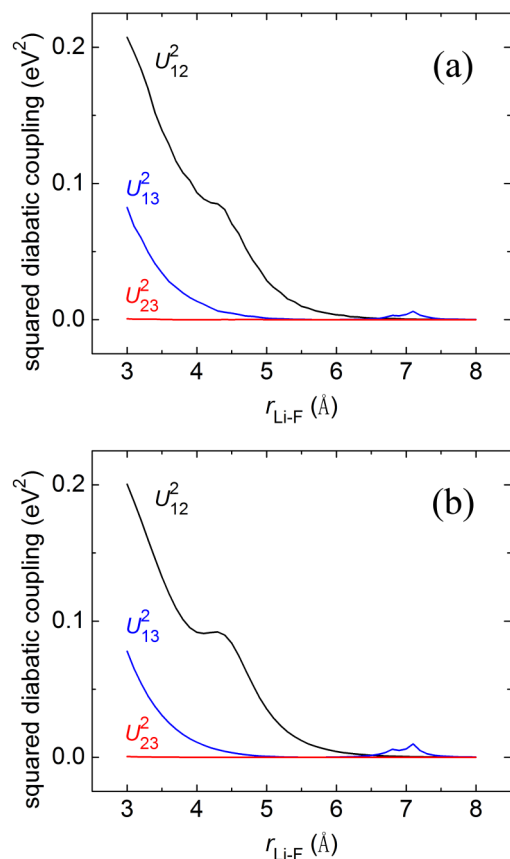 (a)
U²₁₂
U²₁₃
U²₂₃
squared diabatic coupling (eV²)
0.2
0.1
0.0
3 4 5 6 7 8
r Li-F (Å)
(b)
U²₁₂
U²₁₃
U²₂₃
squared diabatic coupling (eV²)
0.2
0.1
0.0
3 4 5 6 7 8
r Li-F (Å)